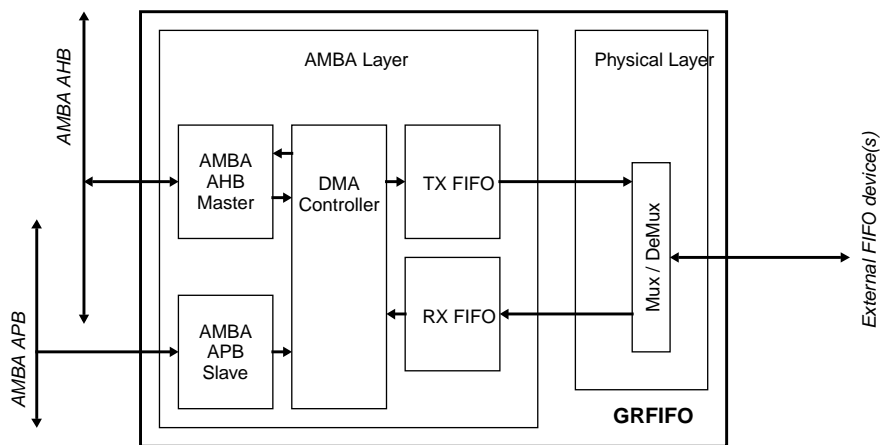 AMBA AHB
AMBA Layer
Physical Layer
AMBA
AHB
Master
DMA
Controller
TX FIFO
Mux / DeMux
External FIFO device(s)
AMBA APB
AMBA
APB
Slave
RX FIFO
GRFIFO